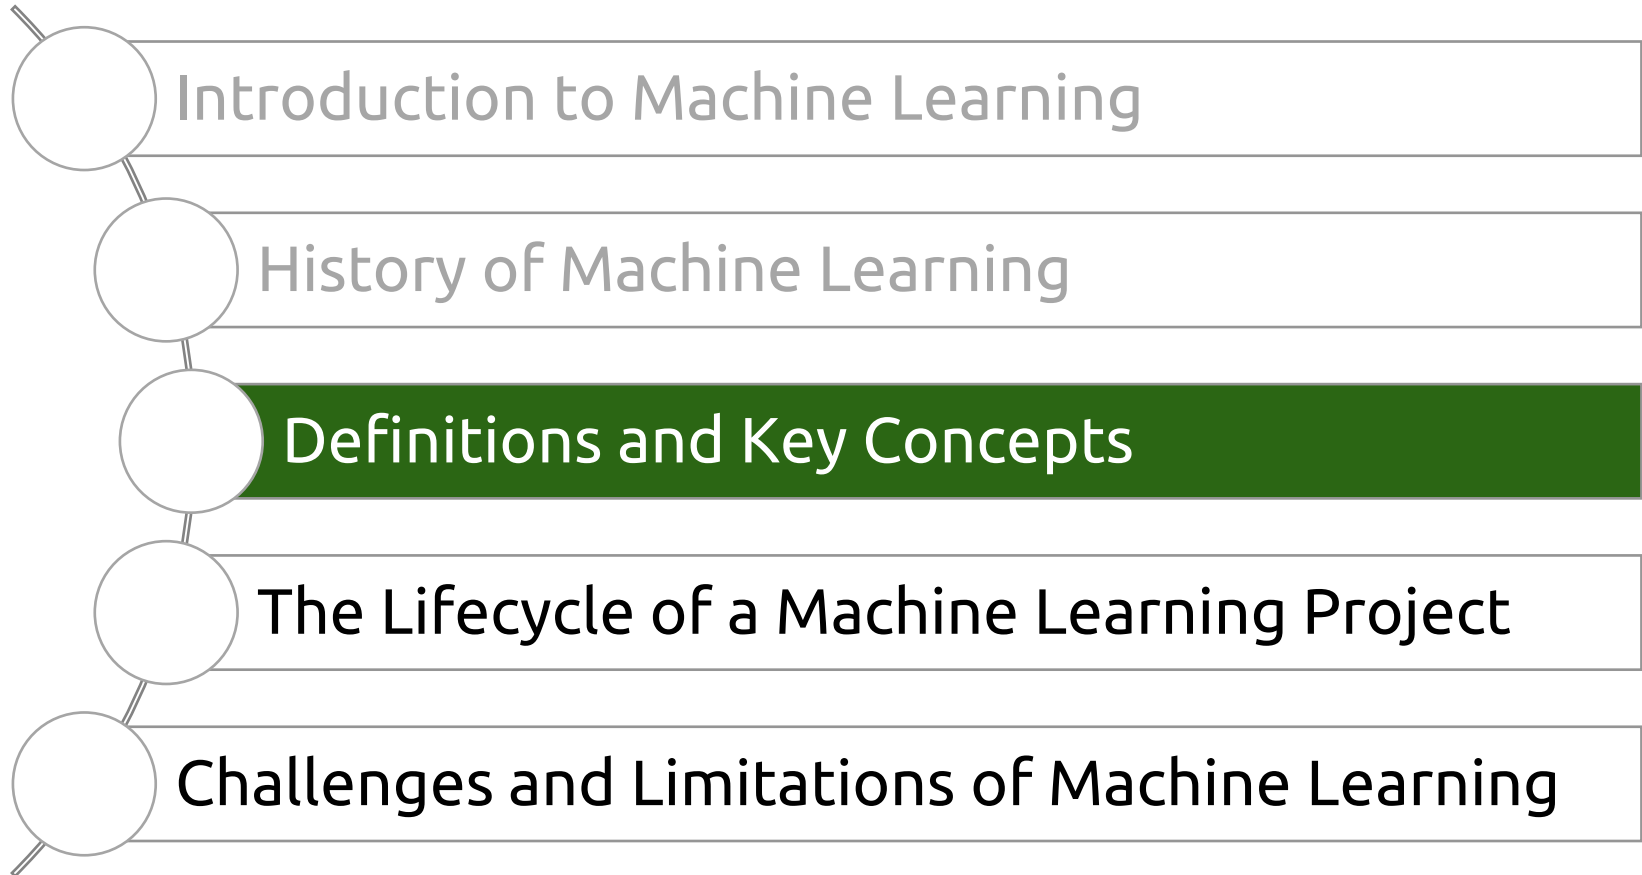 Introduction to Machine Learning
History of Machine Learning
Definitions and Key Concepts
The Lifecycle of a Machine Learning Project
Challenges and Limitations of Machine Learning